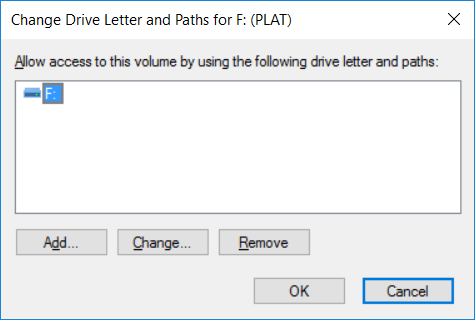 Change Drive Letter and Paths for F: (PLAT)
Allow access to this volume by using the following drive letter and paths:
F:
Add... Change... Remove
OK Cancel